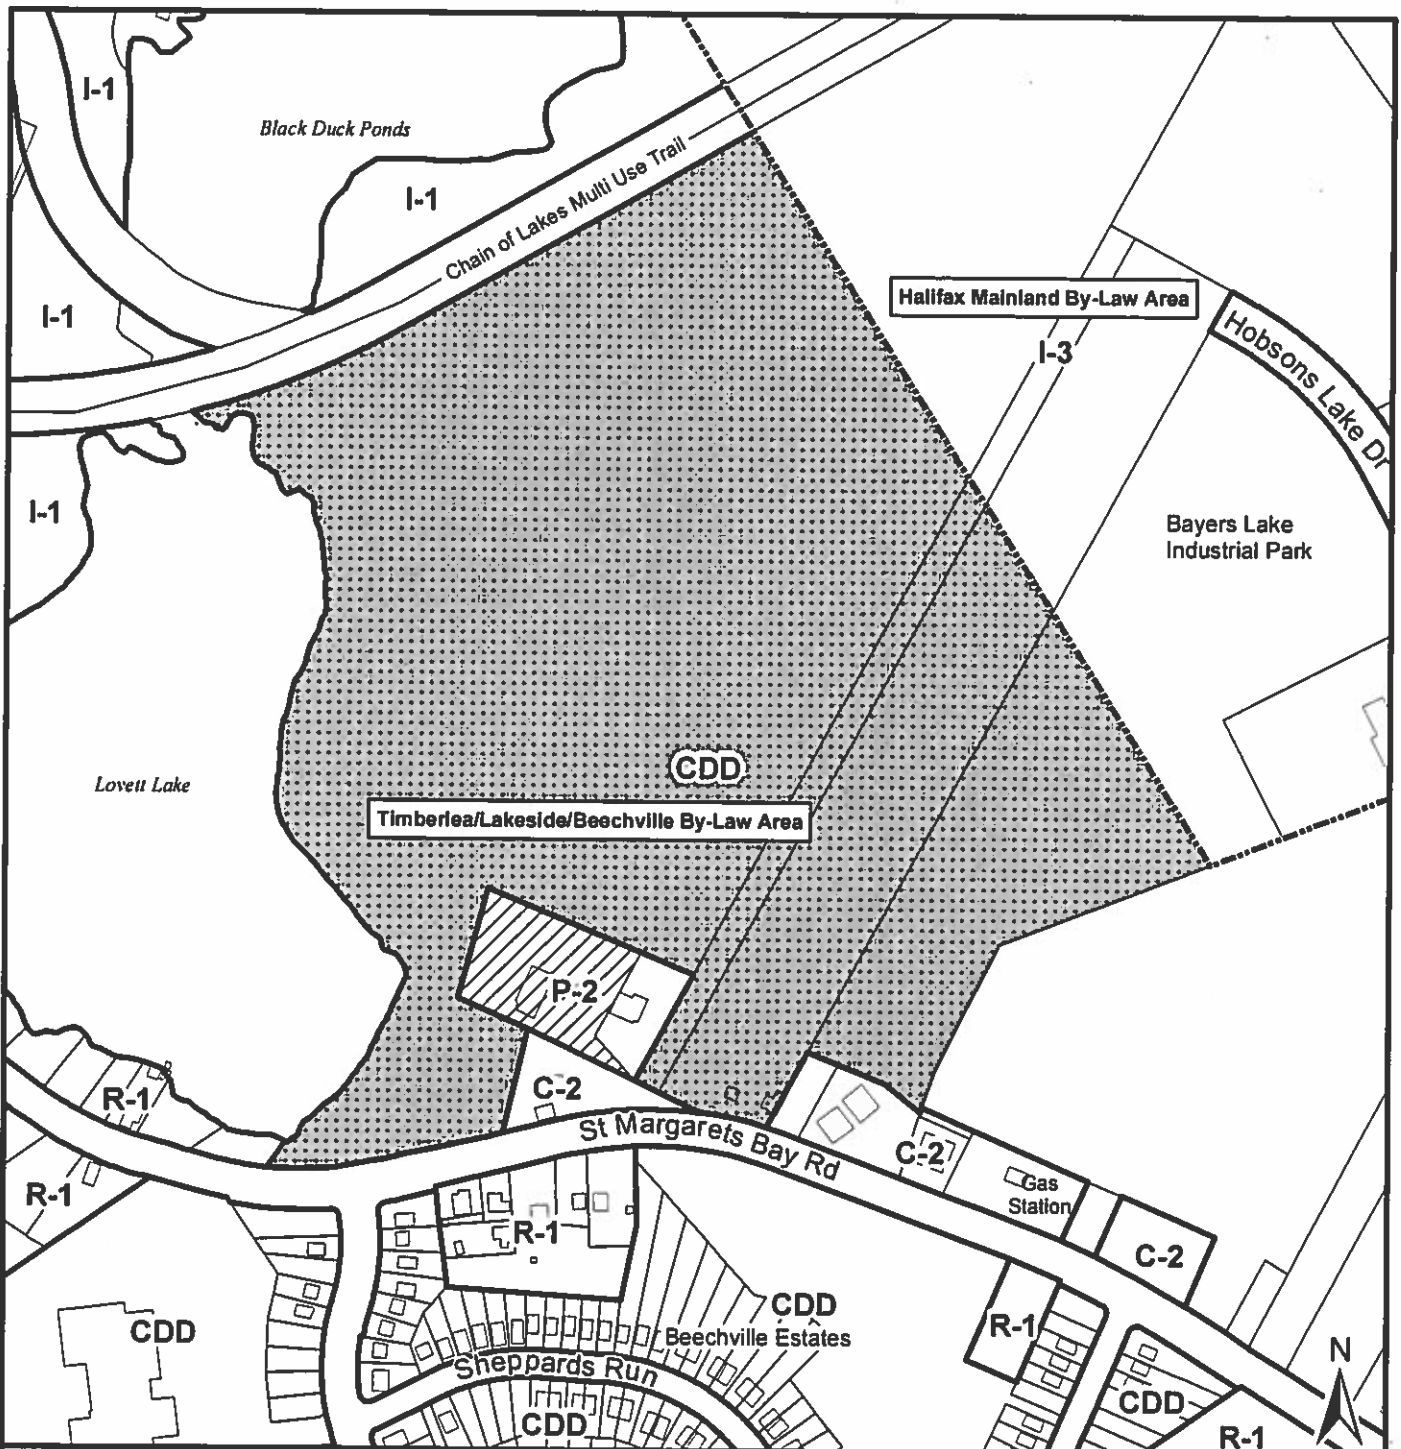 I-1
Black Duck Ponds
I-1
Chain of Lakes Multi Use Trail
Halifax Mainland By-Law Area
I-1
I-3
Hobsons Lake Dr
I-1
Bayers Lake
Industrial Park
CDD
Lovett Lake
Timberlea/Lakeside/Beechville By-Law Area
P-2
C-2
R-1
St Margarets Bay Rd
C-2
Gas
Station
R-1
R-1
C-2
CDD
Beechville Estates
R-1
CDD
Sheppards Run
N
CDD
CDD
R-1